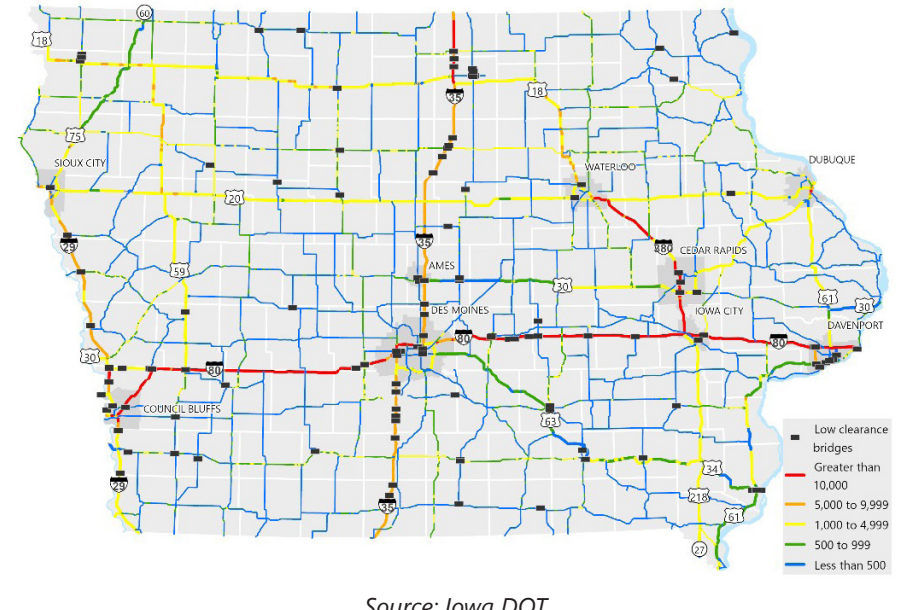 60
18
35
18
75
SIOUX CITY
WATERLOO
DUBUQUE
20
29
35
380
CEDAR RAPIDS
59
AMES
30
61
30
DES MOINES
IOWA CITY
DAVENPORT
80
80
30
80
COUNCIL BLUFFS
63
29
34
218
35
61
27
Low clearance
bridges
Greater than
10,000
5,000 to 9,999
1,000 to 4,999
500 to 999
Less than 500
Source: Iowa DOT